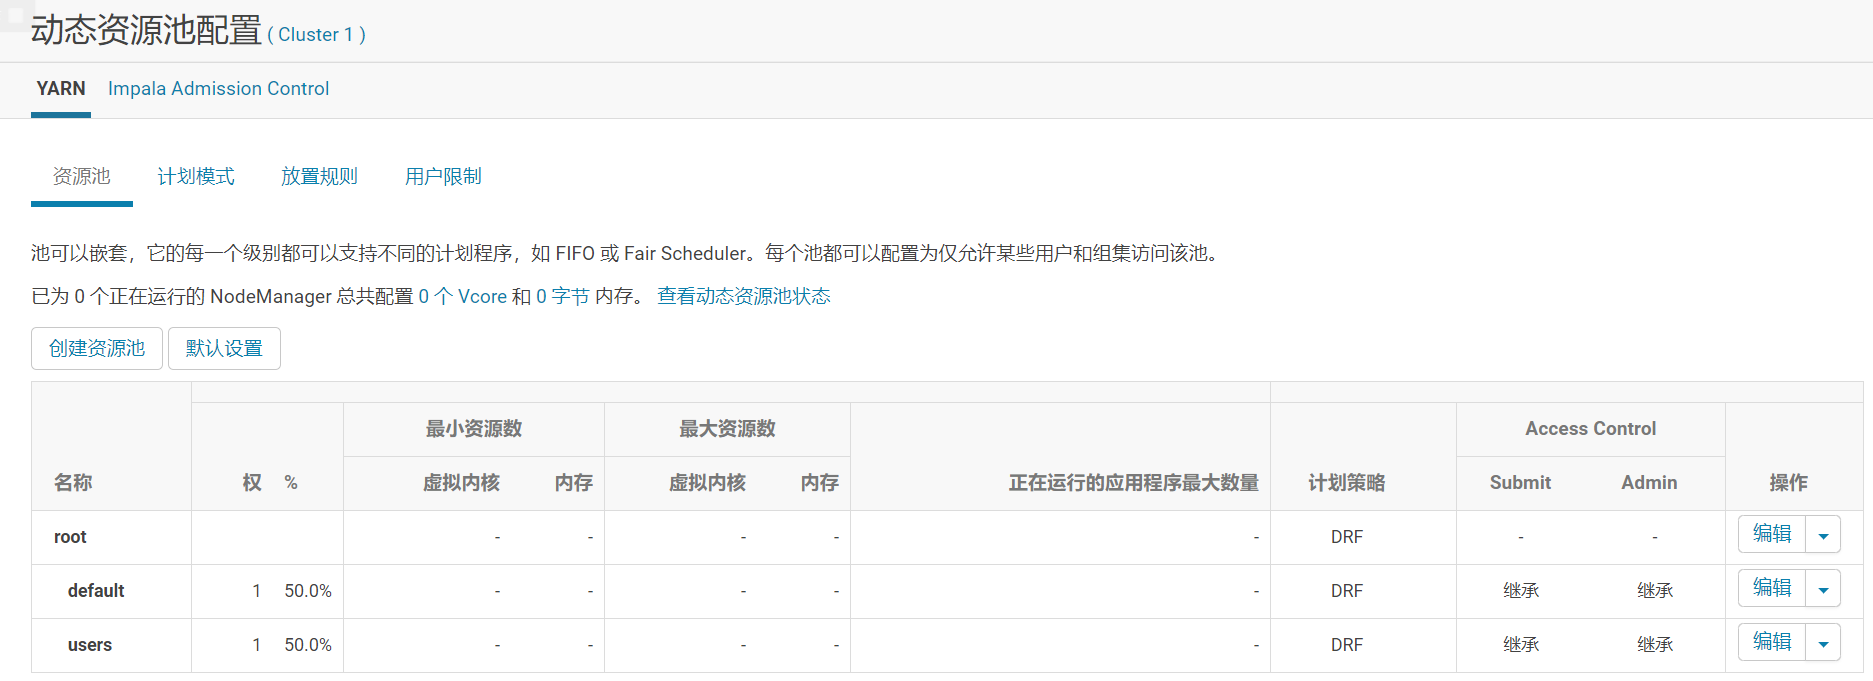 动态资源池配置 ( Cluster 1 )
YARN Impala Admission Control
资源池 计划模式 放置规则 用户限制
池可以嵌套，它的每一个级别都可以支持不同的计划程序，如 FIFO 或 Fair Scheduler。每个池都可以配置为仅允许某些用户和组集访问该池。
已为 0 个正在运行的 NodeManager 总共配置 0 个 Vcore 和 0 字节 内存。 查看动态资源池状态
创建资源池 默认设置
最小资源数 最大资源数 Access Control
名称 权 % 虚拟内核 内存 虚拟内核 内存 正在运行的应用程序最大数量 计划策略 Submit Admin 操作
root - - - - - DRF - - 编辑
default 1 50.0% - - - - - DRF 继承 继承 编辑
users 1 50.0% - - - - - DRF 继承 继承 编辑